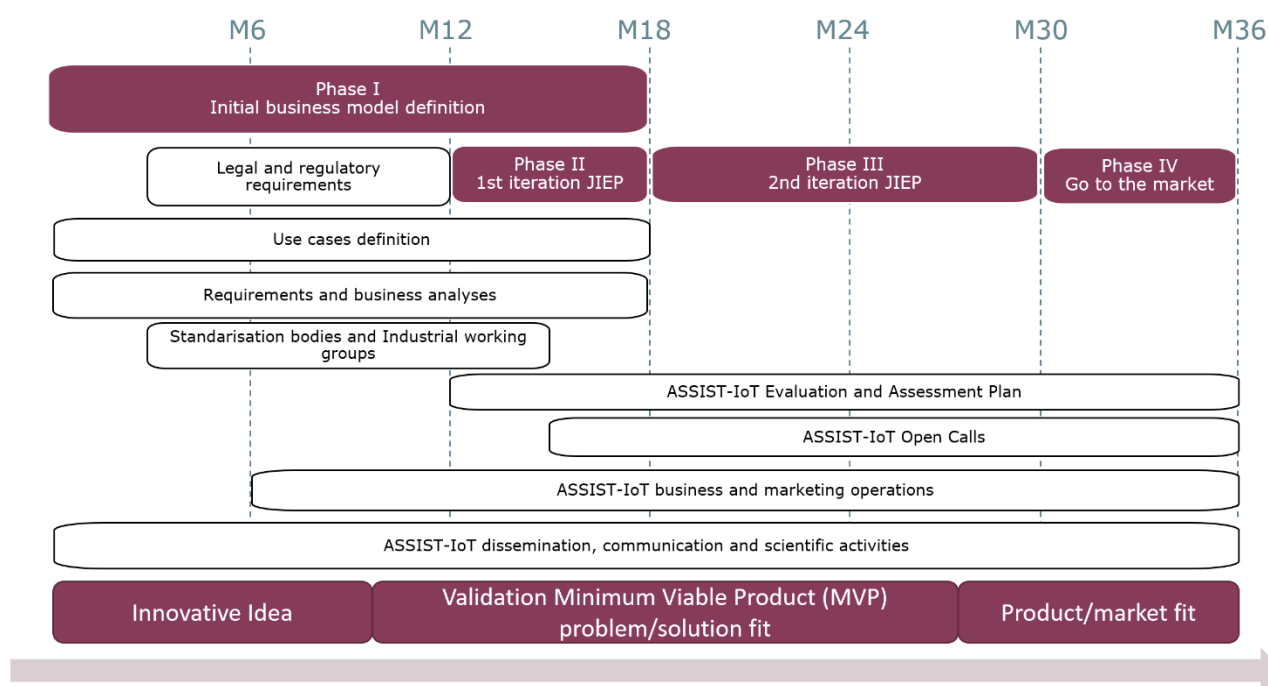 M6 M12 M18 M24 M30 M36
Phase I
Initial business model definition
Legal and regulatory
requirements
Phase II
1st iteration JIEP
Phase III
2nd iteration JIEP
Phase IV
Go to the market
Use cases definition
Requirements and business analyses
Standarisation bodies and Industrial working
groups
ASSIST-IoT Evaluation and Assessment Plan
ASSIST-IoT Open Calls
ASSIST-IoT business and marketing operations
ASSIST-IoT dissemination, communication and scientific activities
Innovative Idea
Validation Minimum Viable Product (MVP)
problem/solution fit
Product/market fit